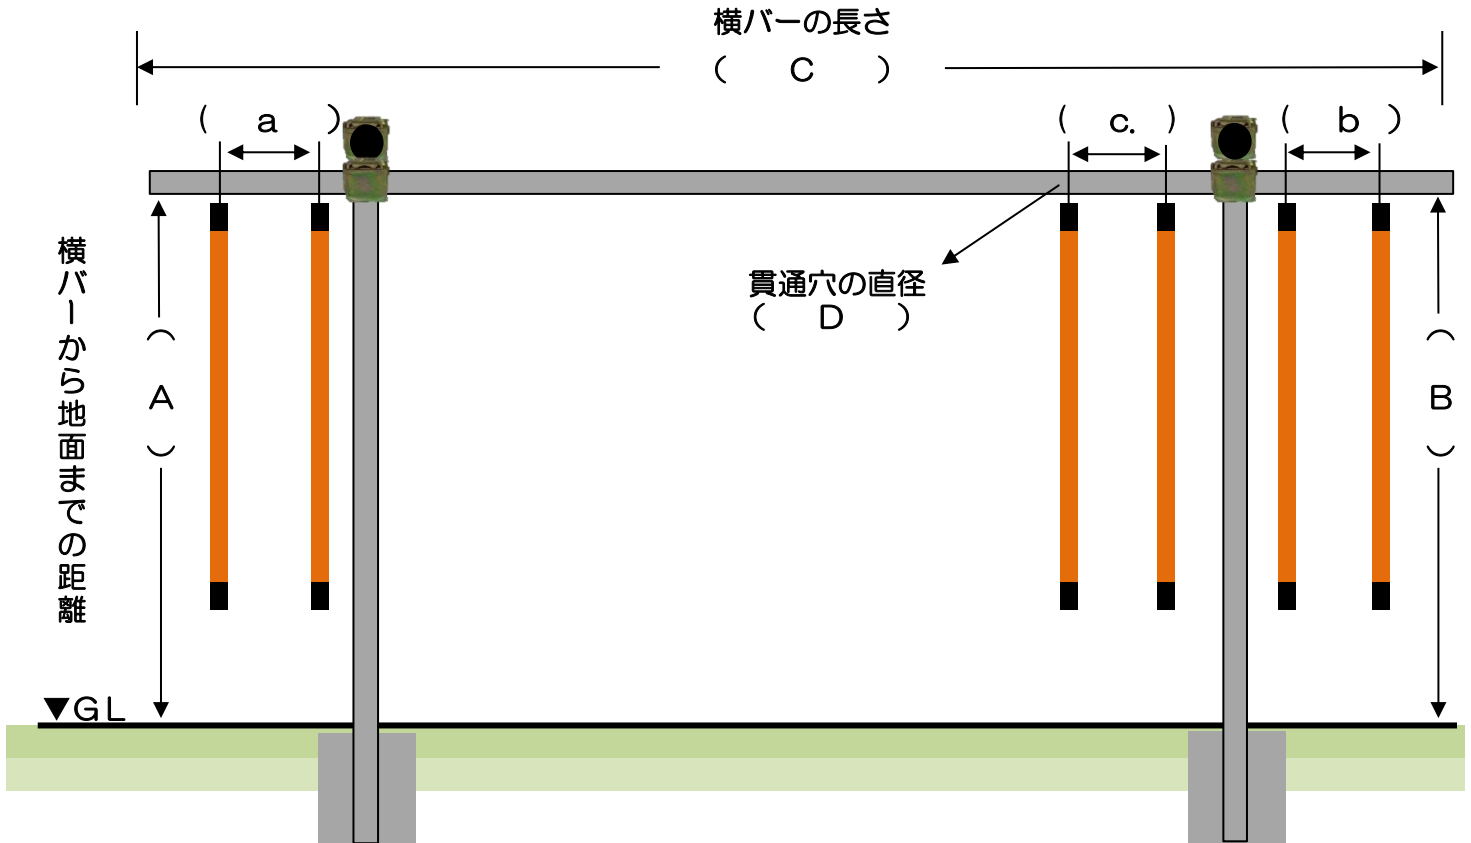 横バーの長さ
(　C　)
(　a　)
(　c.　)
(　b　)
横バーから地面までの距離
(　A　)
貫通穴の直径
(　D　)
(　B　)
▼GL